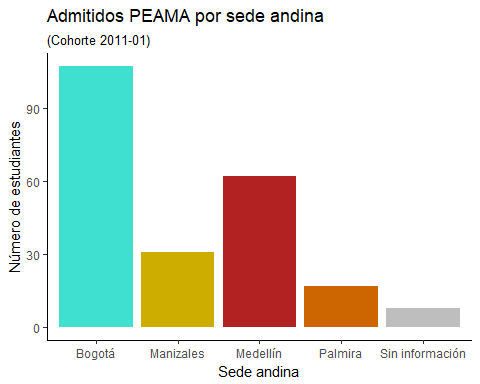 Admitidos PEAMA por sede andina
(Cohorte 2011-01)
Número de estudiantes
90
60
30
0
Bogotá Manizales Medellín Palmira Sin información
Sede andina